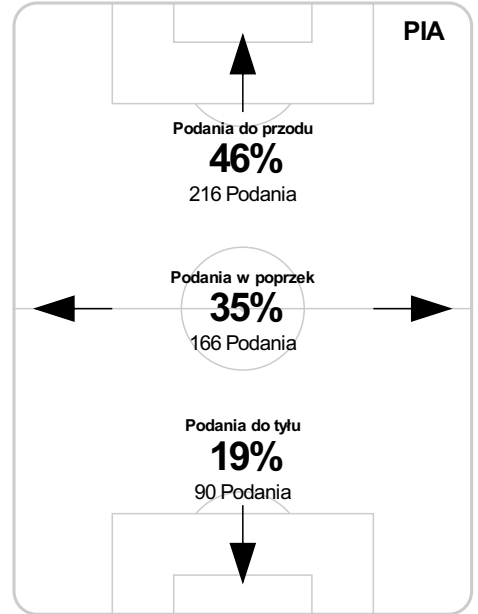 PIA
Podania do przodu
46%
216 Podania
Podania w poprzek
35%
166 Podania
Podania do tyłu
19%
90 Podania